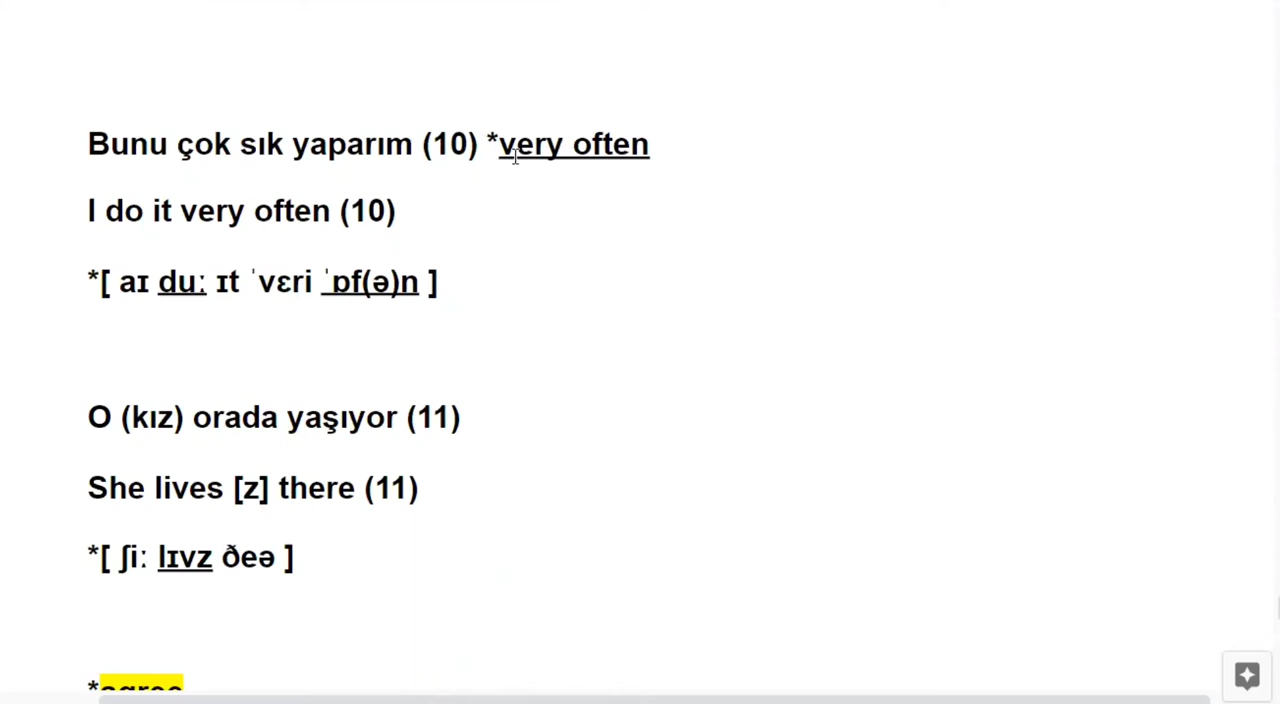 Bunu çok sık yaparım (10) *very often
I do it very often (10)
*[ aɪ duː ɪt ˈvɛri ˈɒf(ə)n ]
O (kız) orada yaşıyor (11)
She lives [z] there (11)
*[ ʃiː lɪvz ðeə ]
*agree